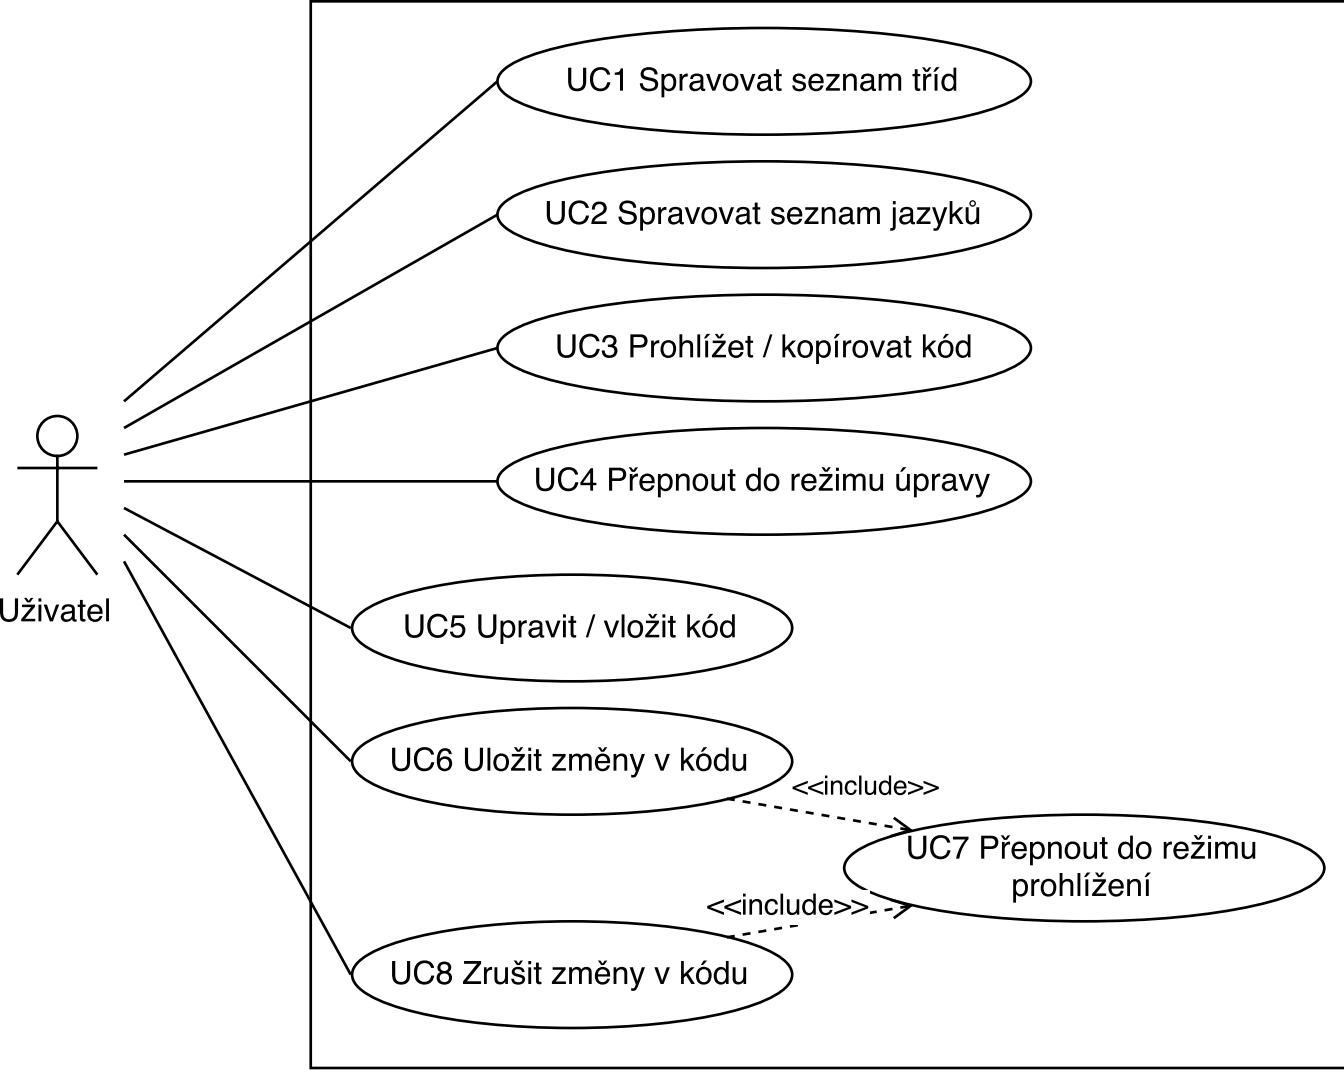 UC1 Spravovat seznam tříd
UC2 Spravovat seznam jazyků
UC3 Prohlížet / kopírovat kód
UC4 Přepnout do režimu úpravy
Uživatel
UC5 Upravit / vložit kód
UC6 Uložit změny v kódu
<<include>>
UC7 Přepnout do režimu
prohlížení
<<include>>
UC8 Zrušit změny v kódu